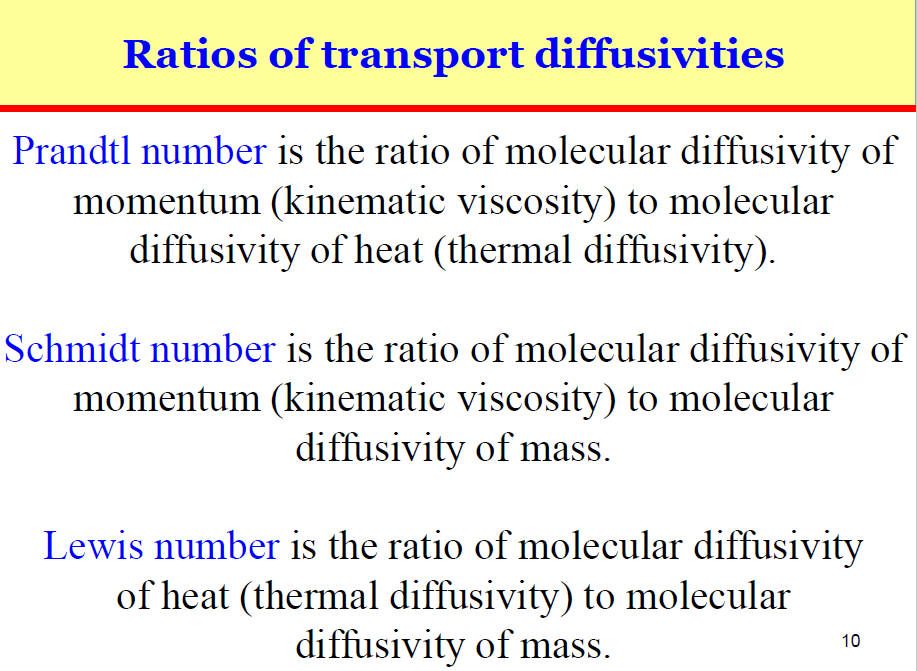 Ratios of transport diffusivities
Prandtl number is the ratio of molecular diffusivity of
momentum (kinematic viscosity) to molecular
diffusivity of heat (thermal diffusivity).
Schmidt number is the ratio of molecular diffusivity of
momentum (kinematic viscosity) to molecular
diffusivity of mass.
Lewis number is the ratio of molecular diffusivity
of heat (thermal diffusivity) to molecular
diffusivity of mass.
10